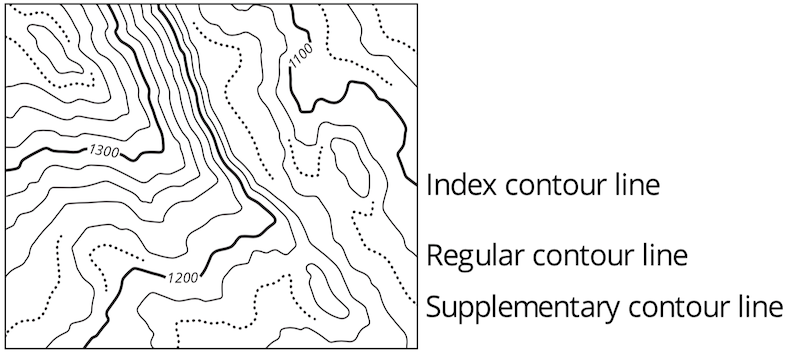 1100
1300
Index contour line
Regular contour line
1200
Supplementary contour line